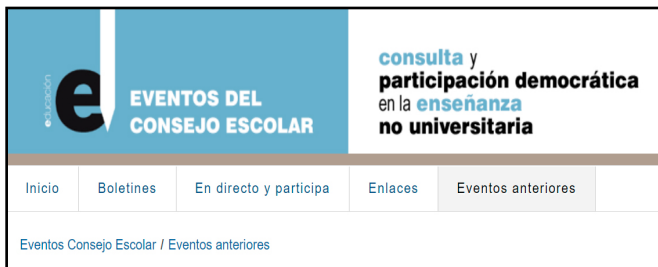 educación
e
EVENTOS DEL
CONSEJO ESCOLAR
consulta y
participación democrática
en la enseñanza
no universitaria
Inicio Boletines En directo y participa Enlaces Eventos anteriores
Eventos Consejo Escolar / Eventos anteriores